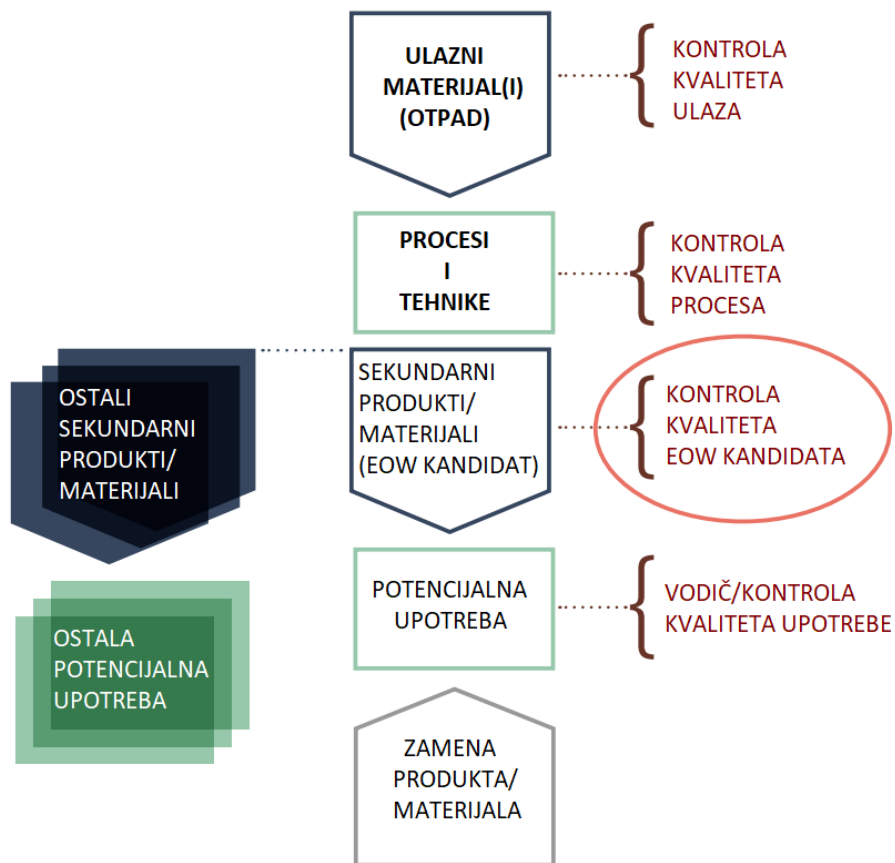 ULAZNI
MATERIJAL(I)
(OTPAD)
KONTROLA
KVALITETA
ULAZA
PROCESI
I
TEHNIKE
KONTROLA
KVALITETA
PROCESA
OSTALI
SEKUNDARNI
PRODUKTI/
MATERIJALI
SEKUNDARNI
PRODUKTI/
MATERIJALI
(EOW KANDIDAT)
KONTROLA
KVALITETA
EOW KANDIDATA
OSTALA
POTENCIJALNA
UPOTREBA
POTENCIJALNA
UPOTREBA
VODIČ/KONTROLA
KVALITETA UPOTREBE
ZAMENA
PRODUKTA/
MATERIJALA